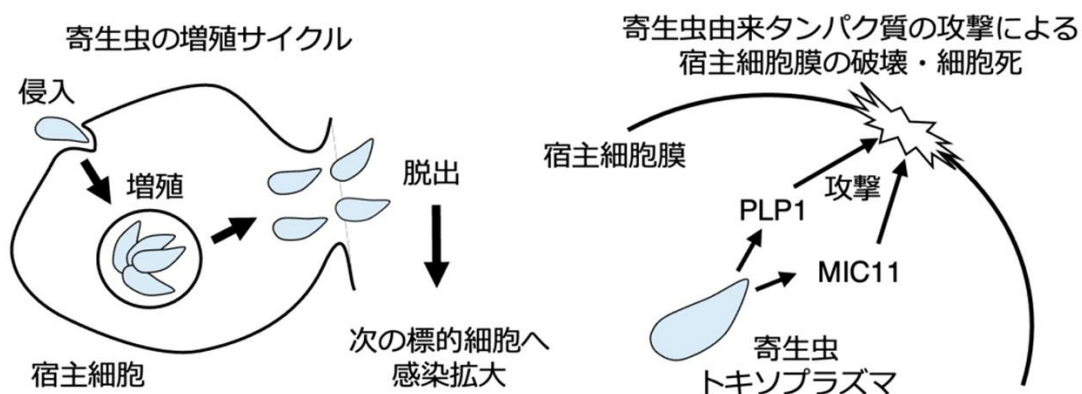 寄生虫の増殖サイクル
侵入
増殖
脱出
宿主細胞
次の標的細胞へ
感染拡大
寄生虫由来タンパク質の攻撃による
宿主細胞膜の破壊・細胞死
宿主細胞膜
攻撃
PLP1
MIC11
寄生虫
トキソプラズマ